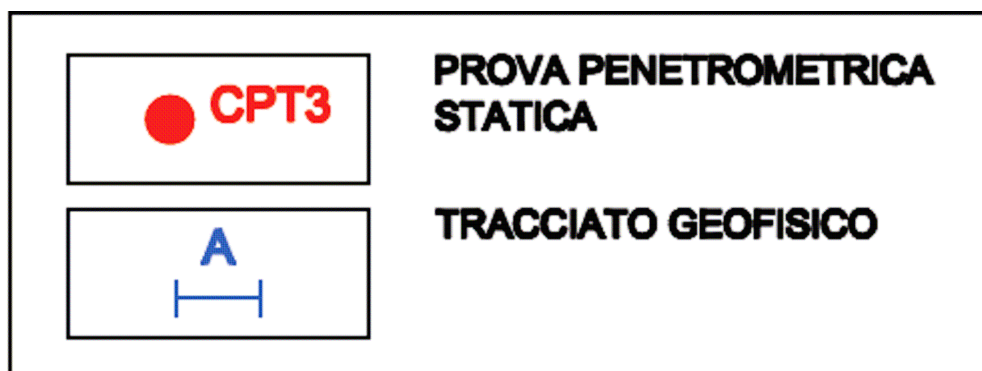 CPT3
PROVA PENETROMETRICA
STATICA
A
TRACCIATO GEOFISICO